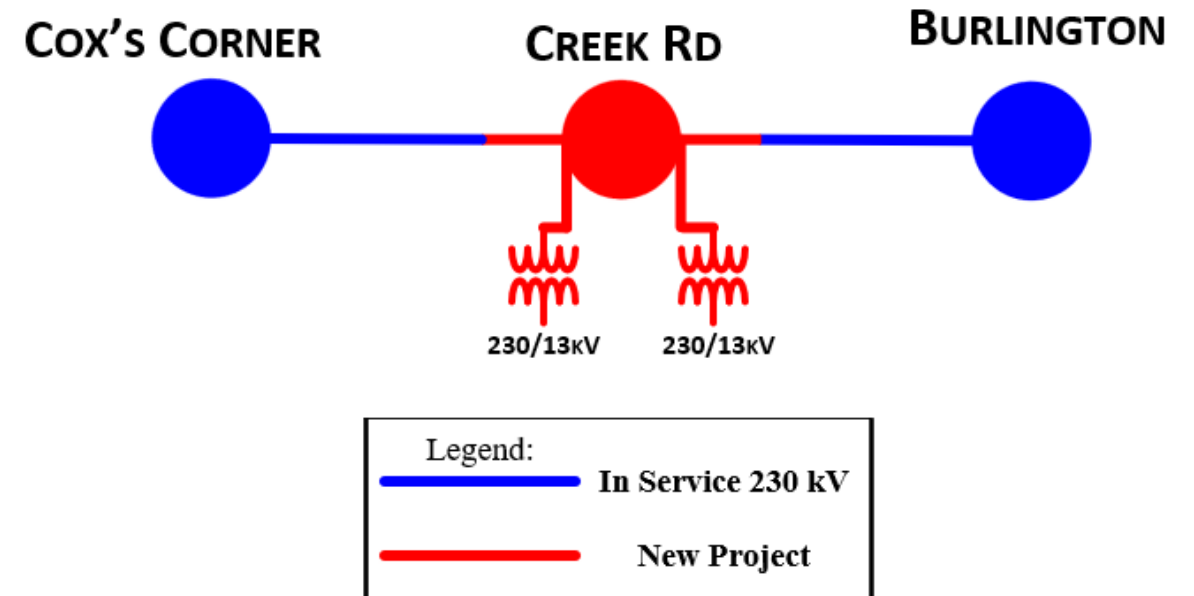 Cox's Corner
Creek Rd
Burlington
230/13kV
230/13kV
Legend:
In Service 230 kV
New Project